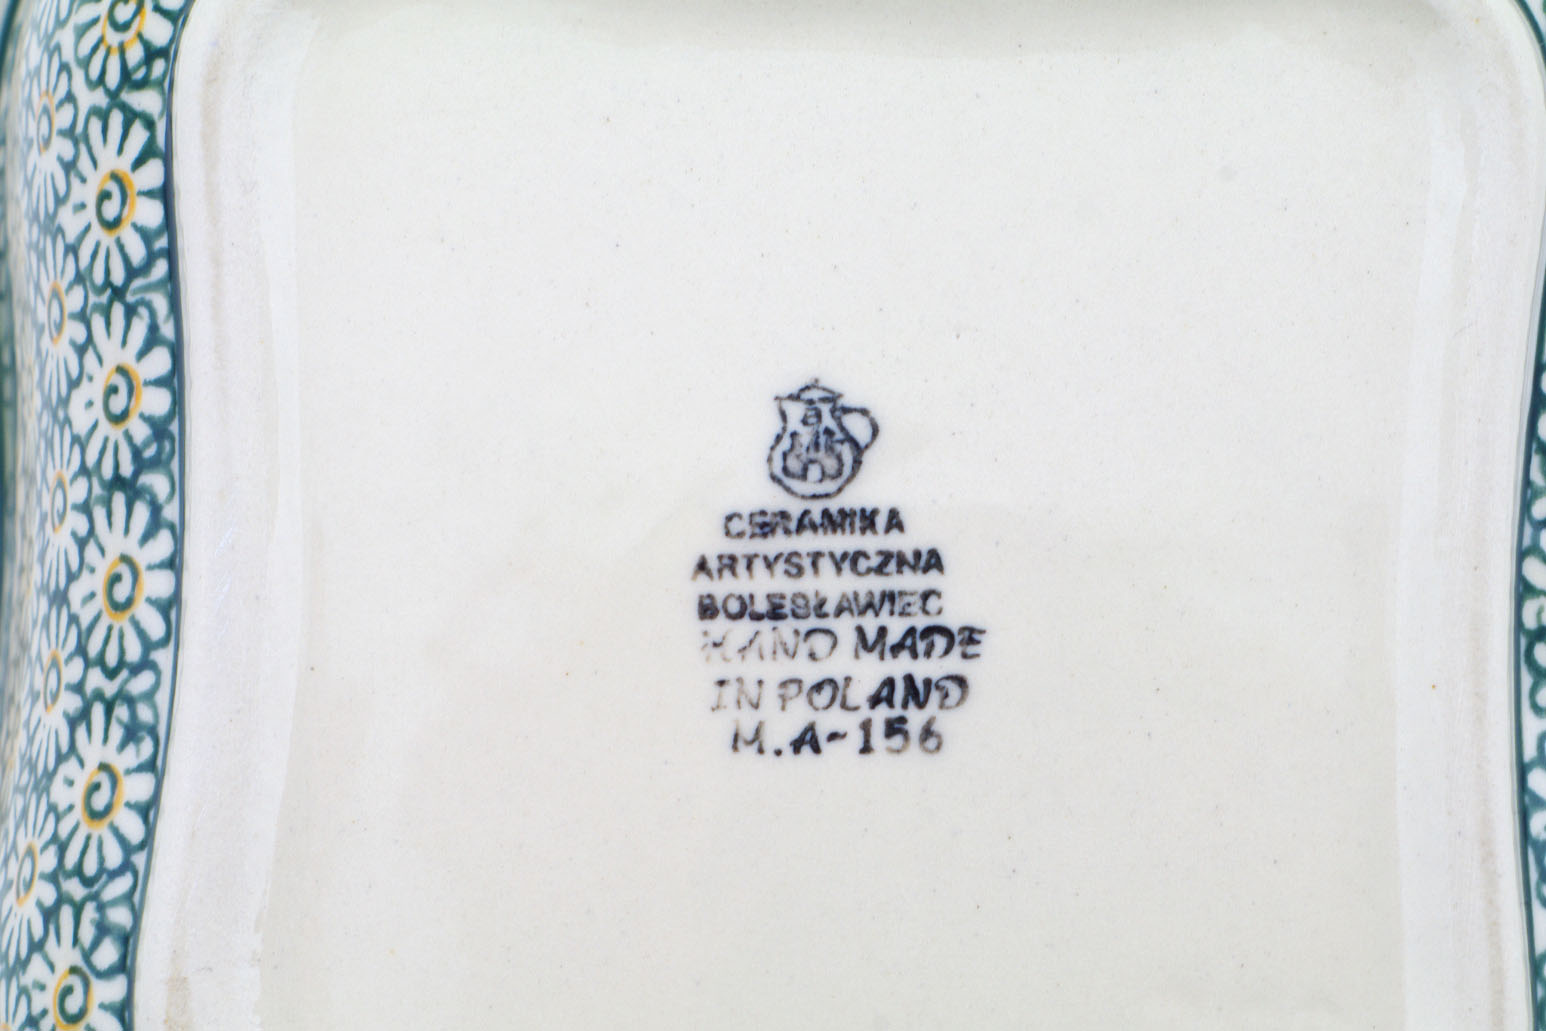 CERAMIKA
ARTYSTYCZNA
BOLESŁAWIEC
HAND MADE
IN POLAND
M.A-156